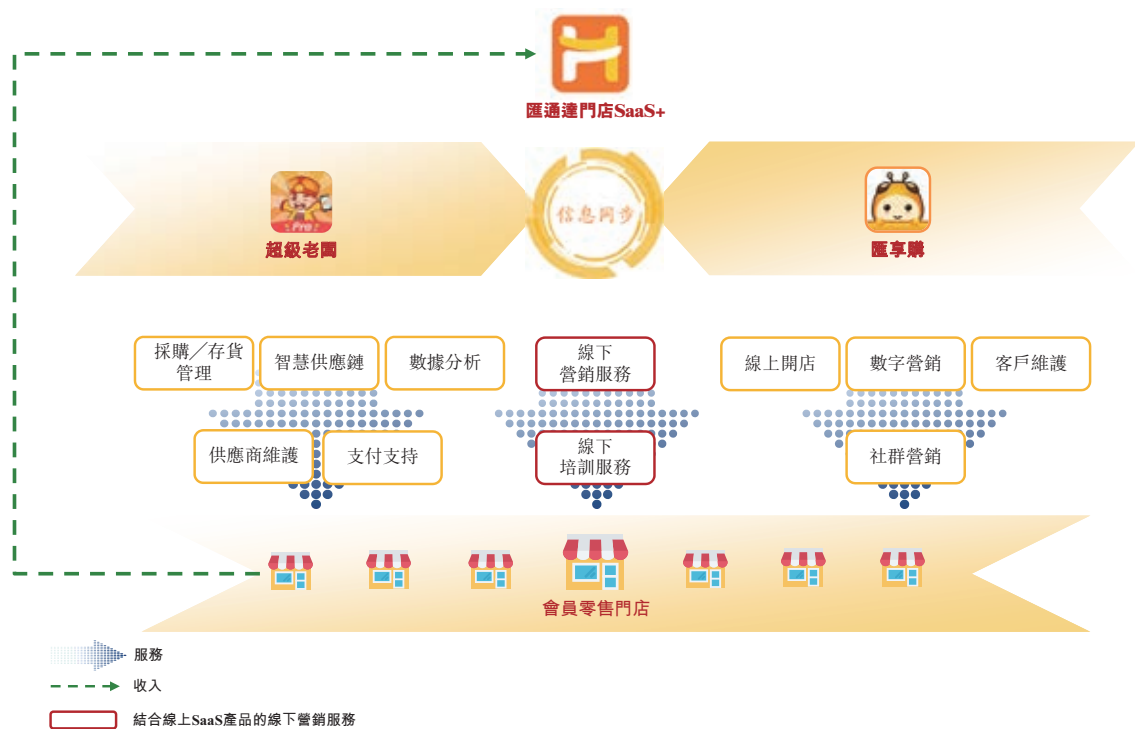 匯通達門店SaaS+
信息同步
Pro
超級老闆
匯享購
採購／存貨
管理
智慧供應鏈
數據分析
線下
營銷服務
線上開店
數字營銷
客戶維護
供應商維護
支付支持
線下
培訓服務
社群營銷
會員零售門店
服務
收入
結合線上SaaS產品的線下營銷服務